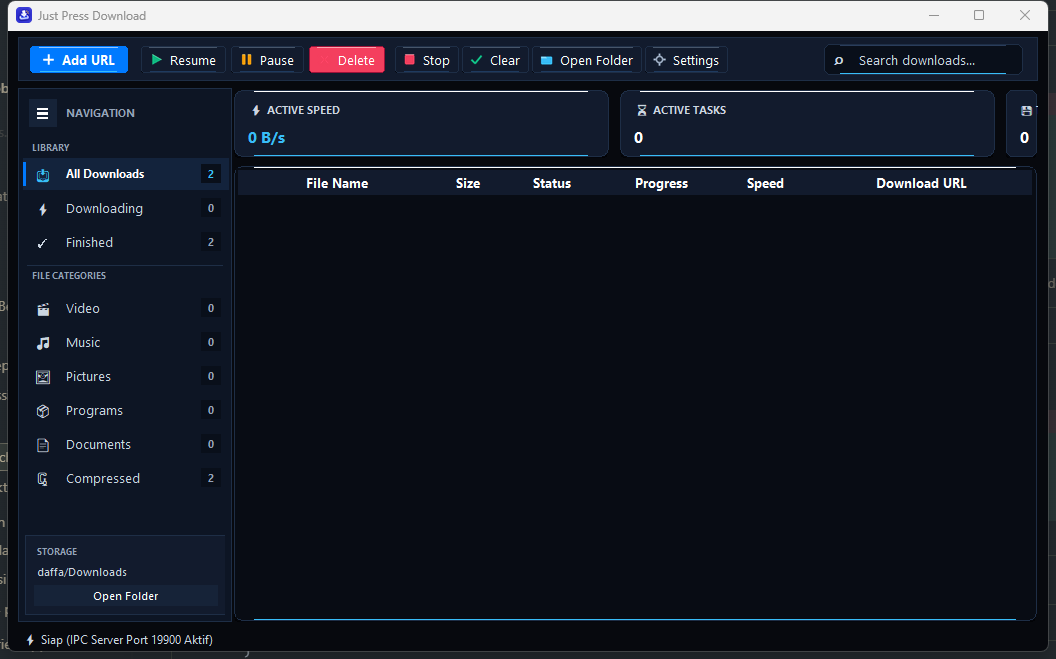 Just Press Download
+ Add URL
Resume
Pause
Delete
Stop
Clear
Open Folder
Settings
Search downloads...
NAVIGATION
LIBRARY
All Downloads 2
Downloading 0
Finished 2
FILE CATEGORIES
Video 0
Music 0
Pictures 0
Programs 0
Documents 0
Compressed 2
STORAGE
daffa/Downloads
Open Folder
ACTIVE SPEED
0 B/s
ACTIVE TASKS
0
0
File Name Size Status Progress Speed Download URL
Siap (IPC Server Port 19900 Aktif)